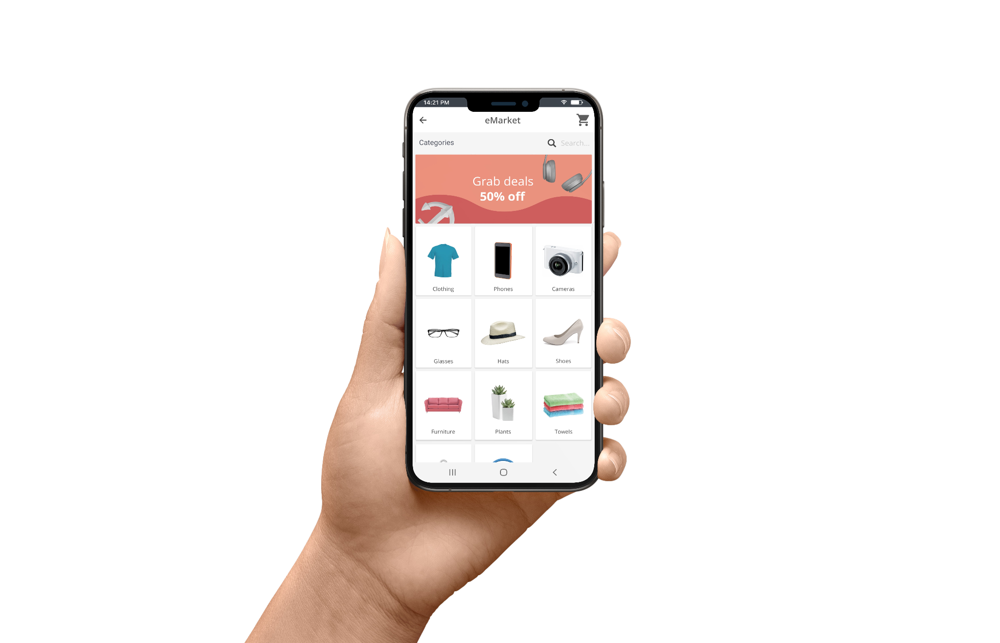 14:21 PM
eMarket
Categories
Search...
Grab deals
50% off
Clothing
Phones
Cameras
Glasses
Hats
Shoes
Furniture
Plants
Towels